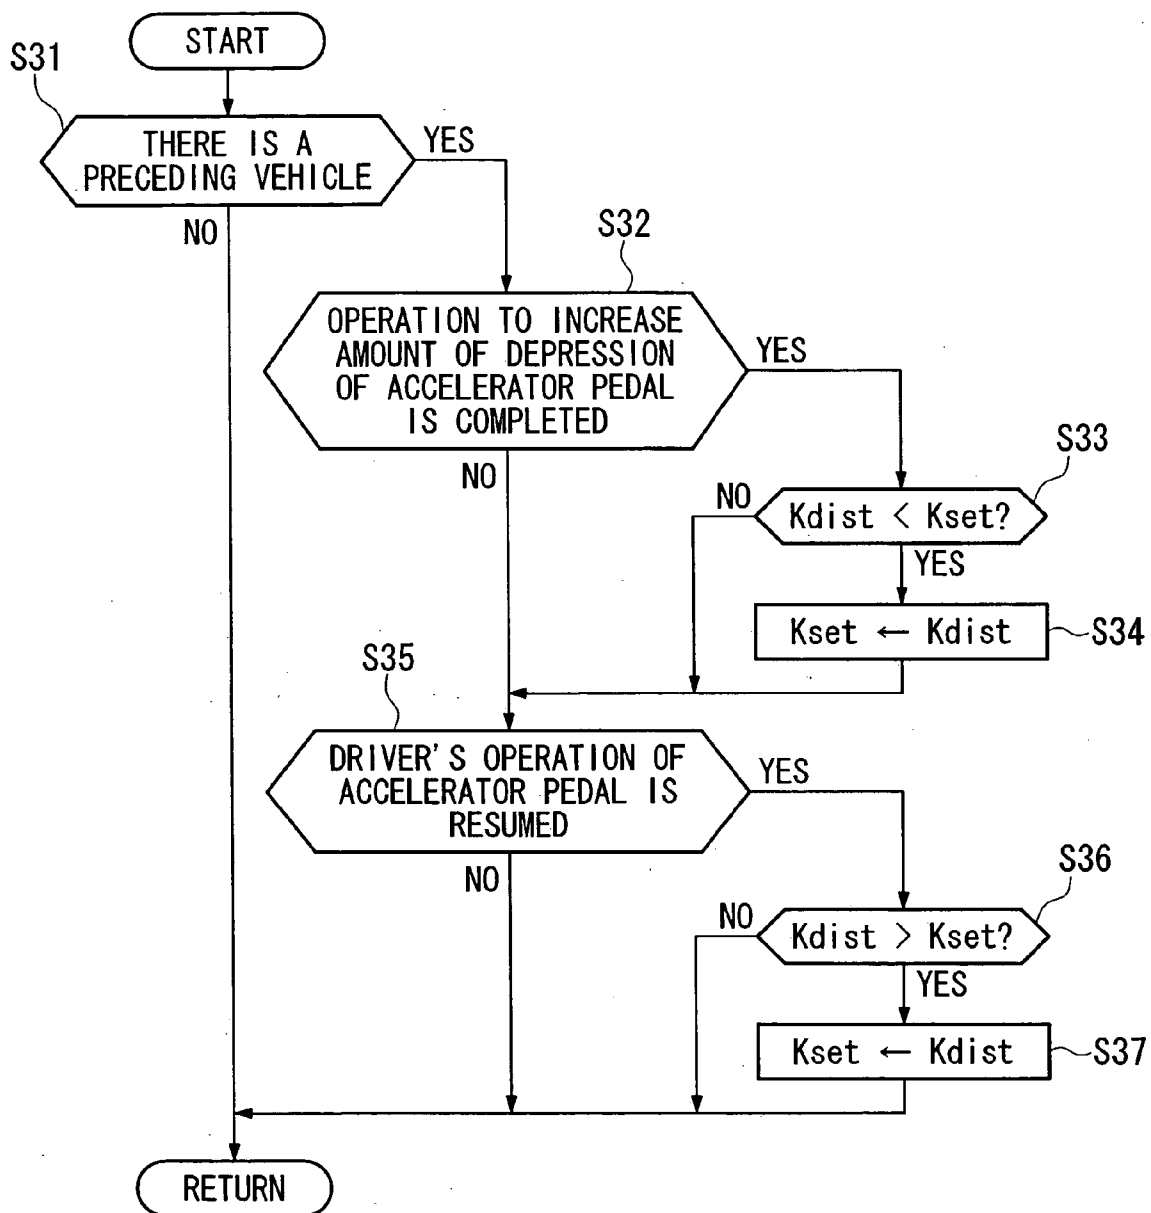 START
S31
THERE IS A
PRECEDING VEHICLE
YES
NO
S32
OPERATION TO INCREASE
AMOUNT OF DEPRESSION
OF ACCELERATOR PEDAL
IS COMPLETED
YES
NO
S33
Kdist < Kset?
NO
YES
Kset ← Kdist
S34
S35
DRIVER'S OPERATION OF
ACCELERATOR PEDAL IS
RESUMED
YES
NO
S36
Kdist > Kset?
NO
YES
Kset ← Kdist
S37
RETURN